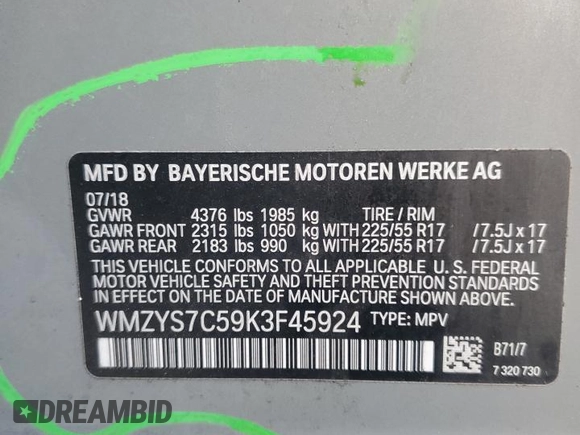 MFD BY BAYERISCHE MOTOREN WERKE AG
07/18
GVWR 4376 lbs 1985 kg TIRE / RIM
GAWR FRONT 2315 lbs 1050 kg WITH 225/55 R17 /7.5J x 17
GAWR REAR 2183 lbs 990 kg WITH 225/55 R17 /7.5J x 17
THIS VEHICLE CONFORMS TO ALL APPLICABLE U. S. FEDERAL
MOTOR VEHICLE SAFETY AND THEFT PREVENTION STANDARDS
IN EFFECT ON THE DATE OF MANUFACTURE SHOWN ABOVE.
WMZYS7C59K3F45924 TYPE: MPV
B71/7
7 320 730
DREAMBID